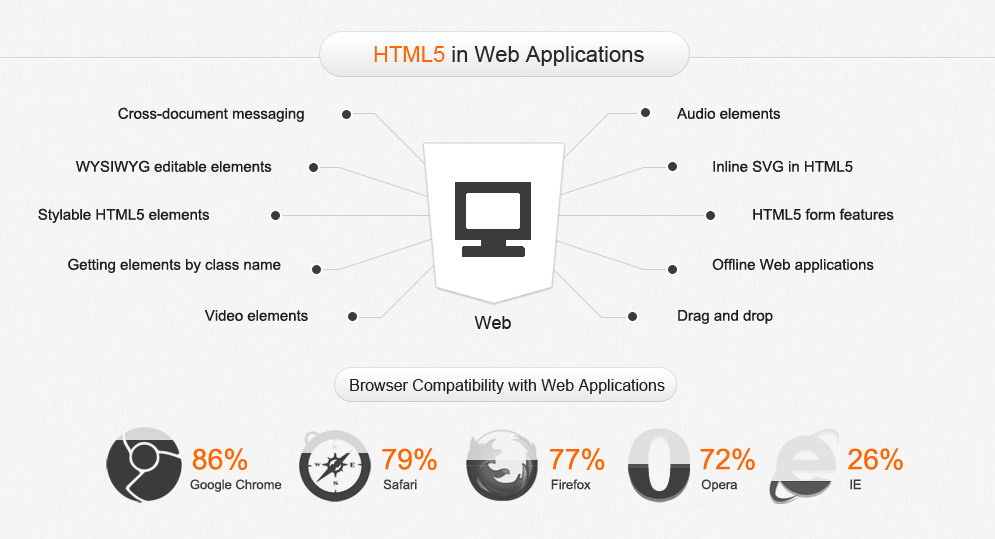 HTML5 in Web Applications
Cross-document messaging
Audio elements
WYSIWYG editable elements
Inline SVG in HTML5
Stylable HTML5 elements
HTML5 form features
Getting elements by class name
Offline Web applications
Video elements
Drag and drop
Web
Browser Compatibility with Web Applications
86%
Google Chrome
N
W E
S
79%
Safari
77%
Firefox
72%
Opera
26%
IE